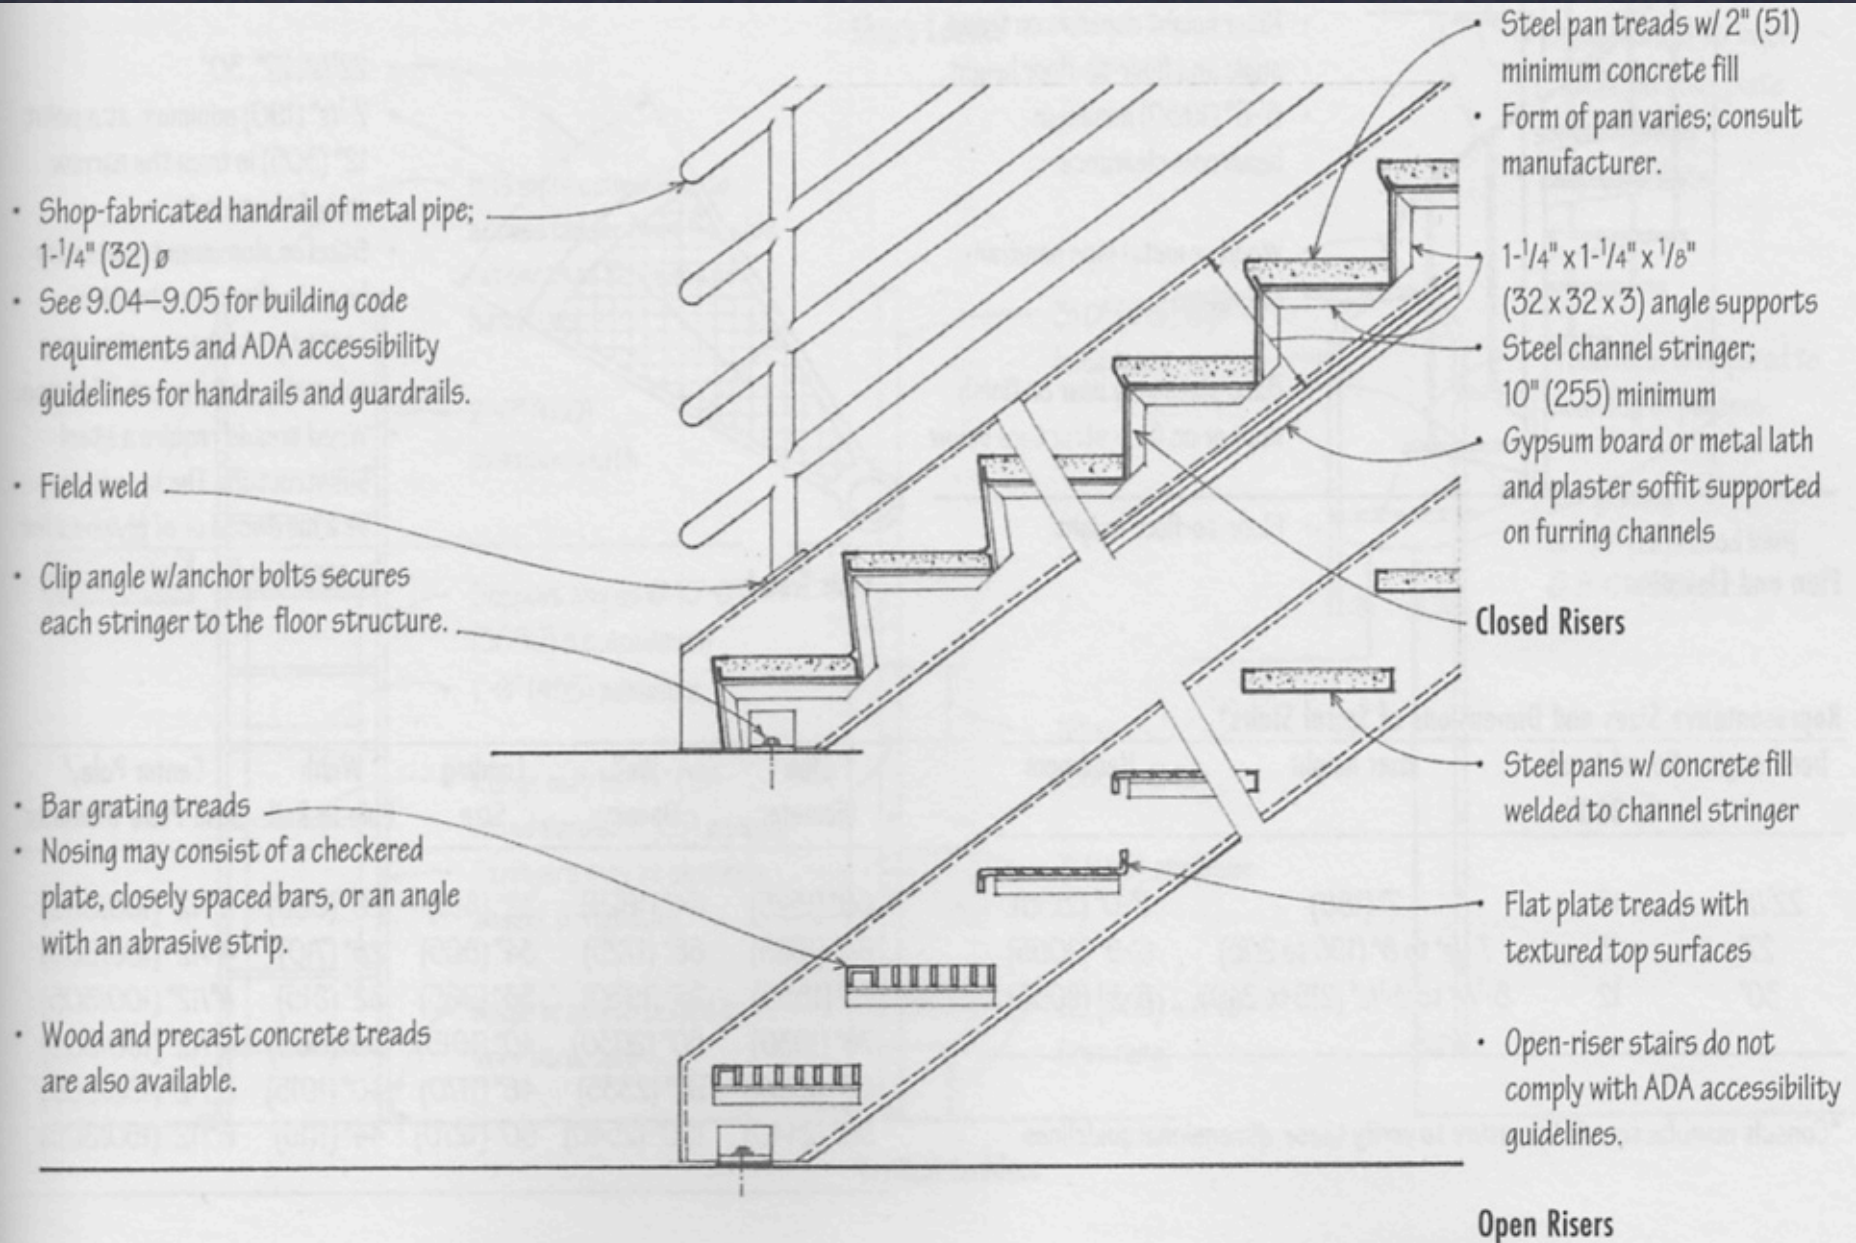 • Shop-fabricated handrail of metal pipe;
1-1/4" (32) ø
• See 9.04–9.05 for building code
requirements and ADA accessibility
guidelines for handrails and guardrails.
• Field weld
• Clip angle w/anchor bolts secures
each stringer to the floor structure.
• Bar grating treads
• Nosing may consist of a checkered
plate, closely spaced bars, or an angle
with an abrasive strip.
• Wood and precast concrete treads
are also available.
• Steel pan treads w/ 2" (51)
minimum concrete fill
• Form of pan varies; consult
manufacturer.
• 1-1/4" x 1-1/4" x 1/8"
(32 x 32 x 3) angle supports
• Steel channel stringer;
10" (255) minimum
• Gypsum board or metal lath
and plaster soffit supported
on furring channels
Closed Risers
• Steel pans w/ concrete fill
welded to channel stringer
• Flat plate treads with
textured top surfaces
• Open-riser stairs do not
comply with ADA accessibility
guidelines.
Open Risers